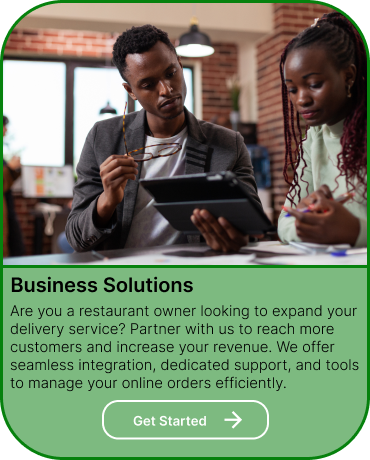 Business Solutions
Are you a restaurant owner looking to expand your
delivery service? Partner with us to reach more
customers and increase your revenue. We offer
seamless integration, dedicated support, and tools
to manage your online orders efficiently.
Get Started